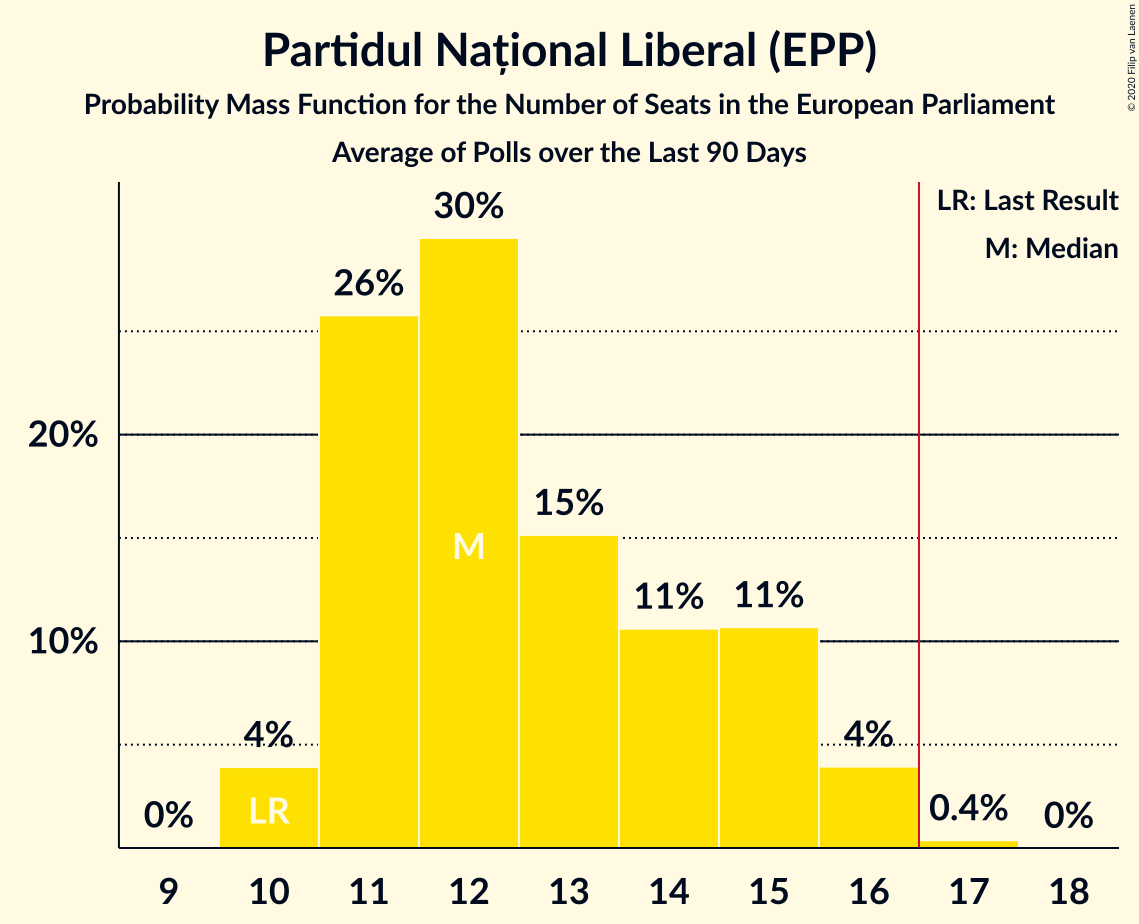 Partidul Național Liberal (EPP)
Probability Mass Function for the Number of Seats in the European Parliament
Average of Polls over the Last 90 Days
© 2020 Filip van Laenen
LR: Last Result
M: Median
30%
26%
20%
15%
M
11%
11%
10%
4%
4%
0%
LR
0.4%
0%
9 10 11 12 13 14 15 16 17 18